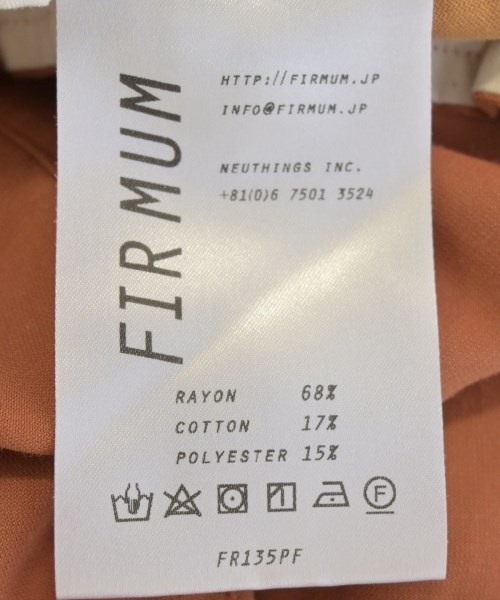 FIRMUM
HTTP://FIRMUM.JP
INFO@FIRMUM.JP
NEUTHINGS INC.
+81(0)6 7501 3524
RAYON 68%
COTTON 17%
POLYESTER 15%
F
FR135PF